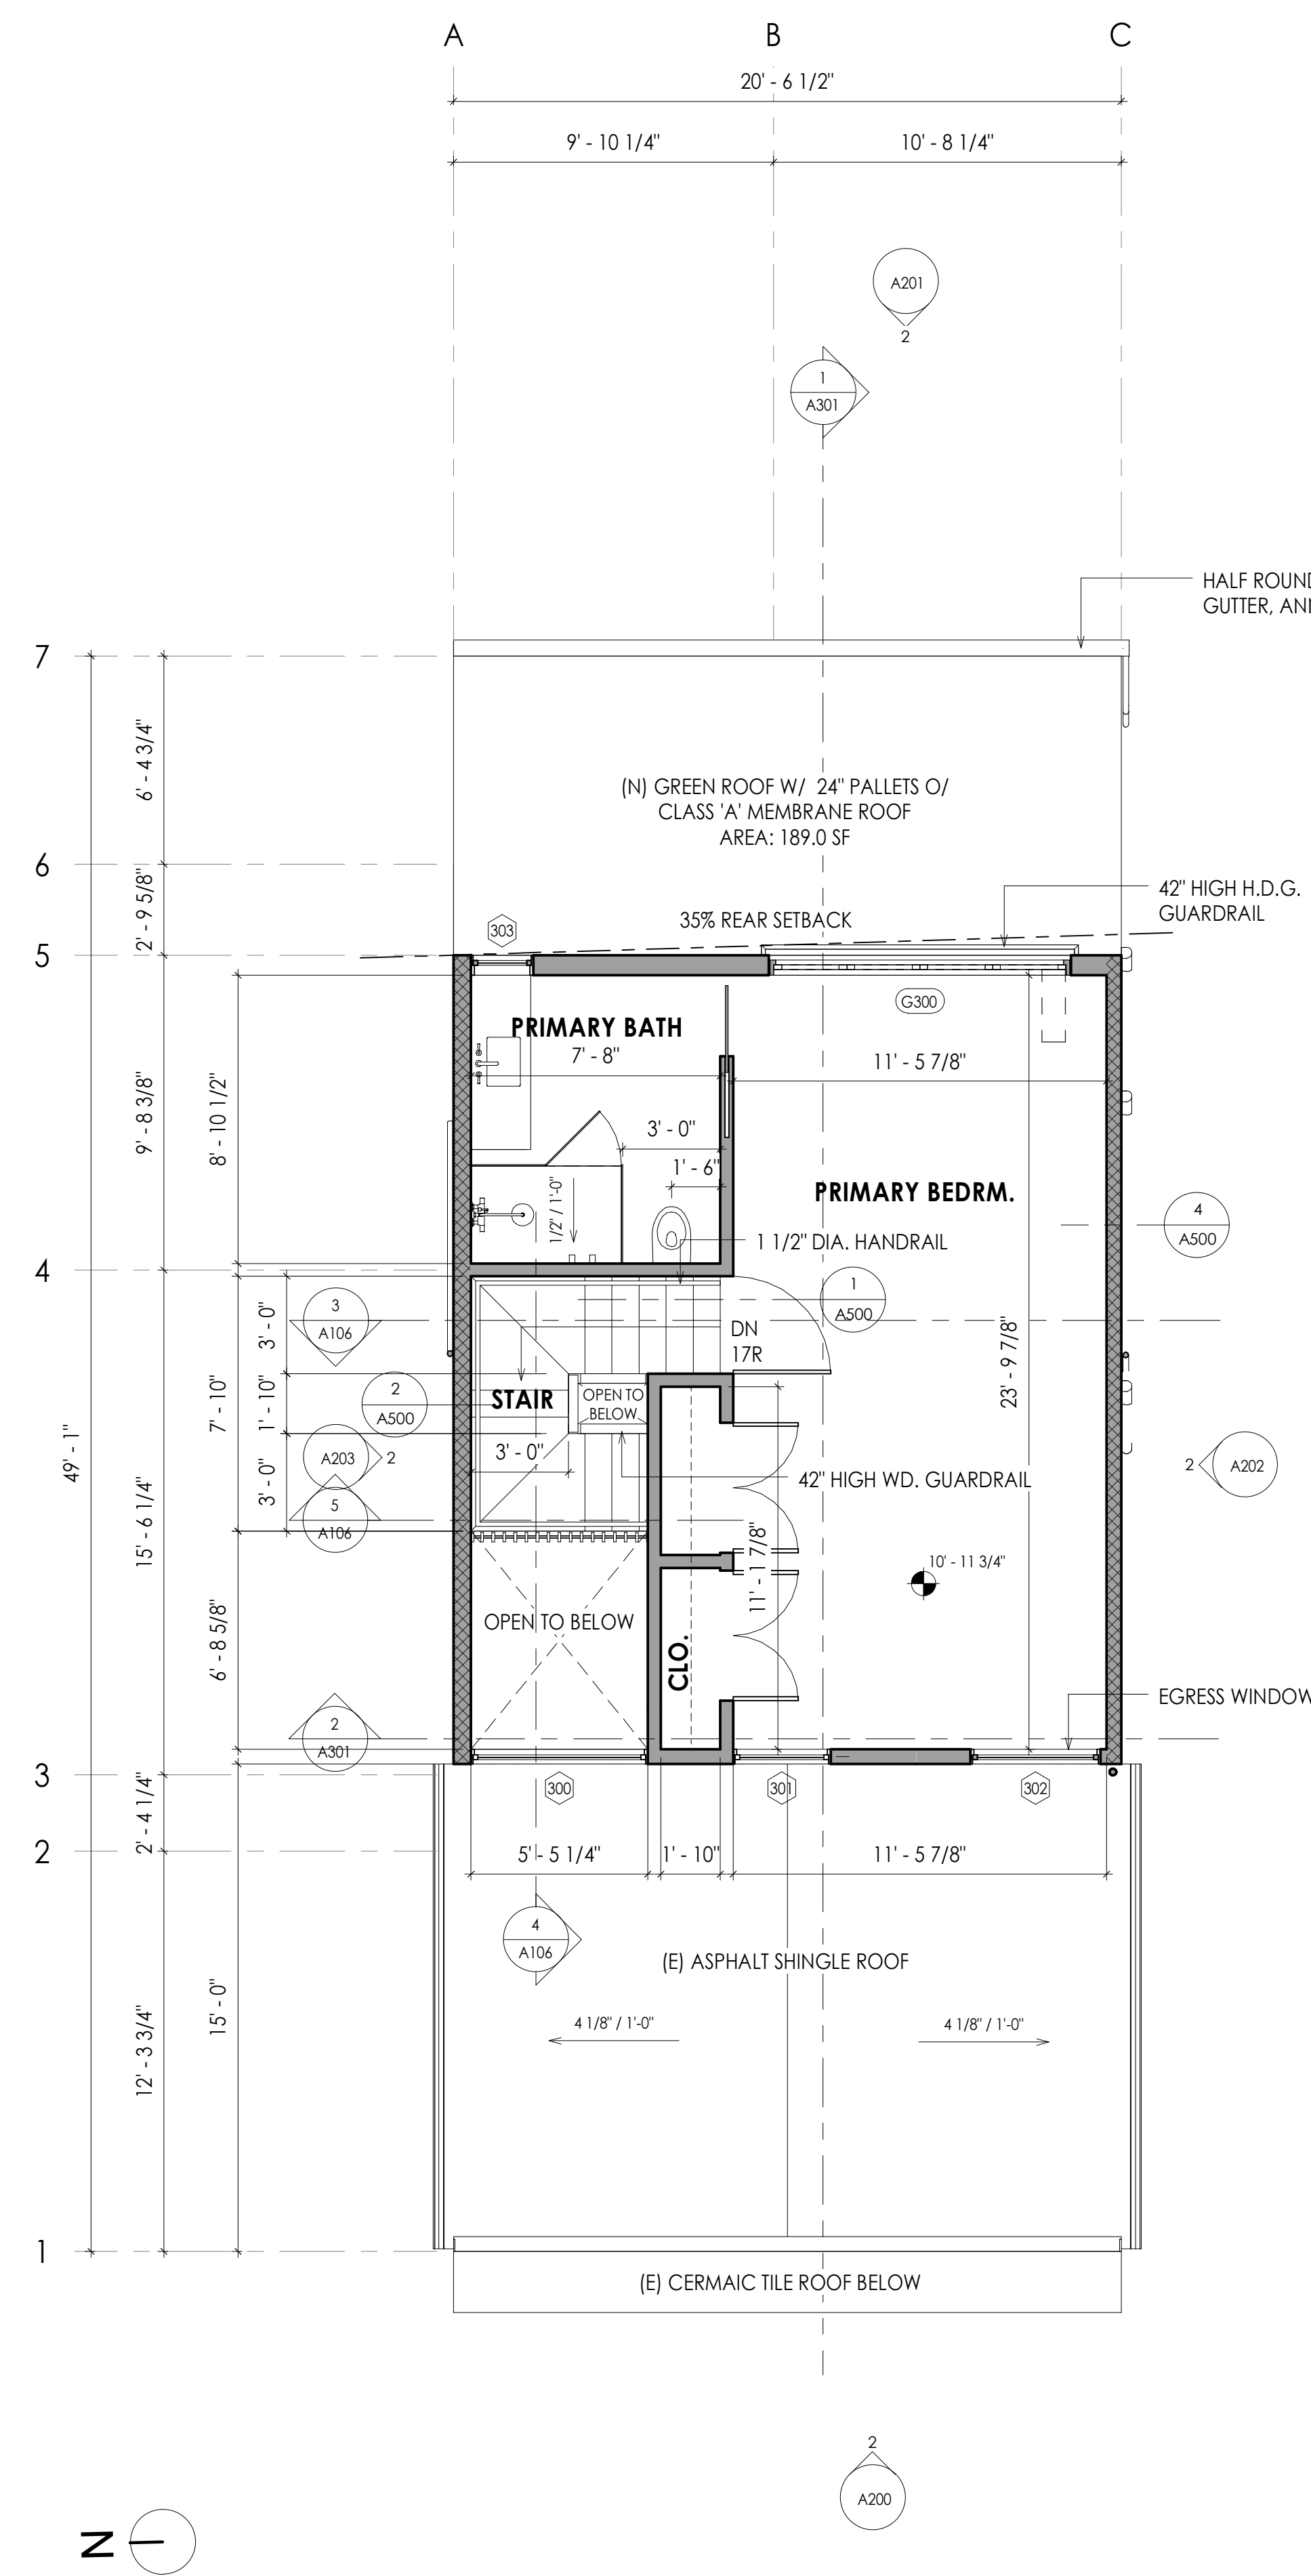 A
B
C
20' - 6 1/2"
9' - 10 1/4"
10' - 8 1/4"
A201
2
1
A301
HALF ROUND
GUTTER, AN
7
6' - 4 3/4"
(N) GREEN ROOF W/ 24" PALLETS O/
CLASS 'A' MEMBRANE ROOF
AREA: 189.0 SF
6
2' - 9 5/8"
42" HIGH H.D.G.
GUARDRAIL
35% REAR SETBACK
303
5
G300
PRIMARY BATH
7' - 8"
11' - 5 7/8"
9' - 8 3/8"
8' - 10 1/2"
3' - 0"
1' - 6"
PRIMARY BEDRM.
1/2" / 1'-0"
4
A500
1 1/2" DIA. HANDRAIL
4
1
A500
3
A106
3' - 0"
DN
17R
23' - 9 7/8"
STAIR
OPEN TO
BELOW
2
A500
7' - 10"
1' - 10"
49' - 1"
3' - 0"
A203
2
2
A202
42" HIGH WD. GUARDRAIL
3' - 0"
5
A106
15' - 6 1/4"
11' - 1 7/8"
10' - 11 3/4"
OPEN TO BELOW
6' - 8 5/8"
CLO.
EGRESS WINDOW
2
A301
3
300
301
302
2' - 4 1/4"
2
5' - 5 1/4"
1' - 10"
11' - 5 7/8"
4
A106
(E) ASPHALT SHINGLE ROOF
4 1/8" / 1'-0"
4 1/8" / 1'-0"
15' - 0"
12' - 3 3/4"
1
(E) CERMAIC TILE ROOF BELOW
2
A200
N